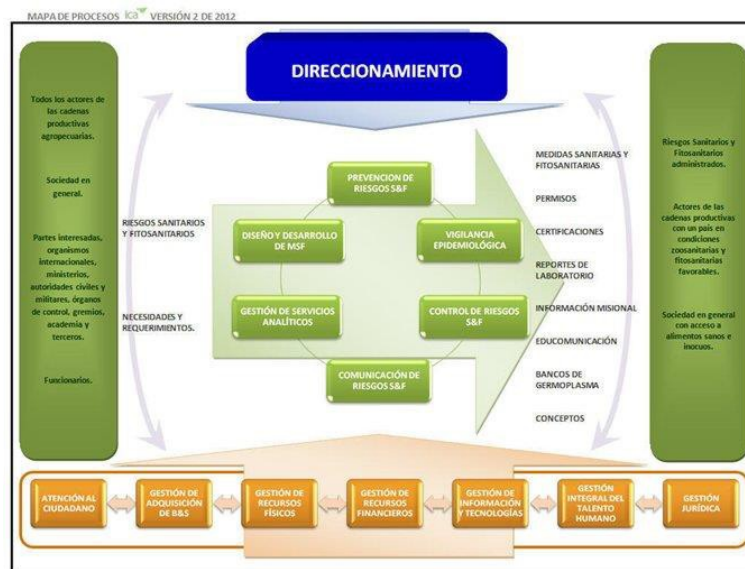 MAPA DE PROCESOS ica VERSIÓN 2 DE 2012
DIRECCIONAMIENTO
Todos los actores de
las cadenas
productivas
agropecuarias.
Sociedad en
general.
Partes interesadas,
organismos
internacionales,
ministerios,
autoridades civiles y
militares, órganos
de control, gremios,
academia y
terceros.
Funcionarios.
RIESGOS SANITARIOS
Y FITOSANITARIOS
NECESIDADES Y
REQUERIMIENTOS.
PREVENCION DE
RIESGOS S&F
DISEÑO Y DESARROLLO
DE MSF
VIGILANCIA
EPIDEMIOLÓGICA
GESTIÓN DE SERVICIOS
ANALÍTICOS
CONTROL DE RIESGOS
S&F
COMUNICACIÓN DE
RIESGOS S&F
MEDIDAS SANITARIAS Y
FITOSANITARIAS
PERMISOS
CERTIFICACIONES
REPORTES DE
LABORATORIO
INFORMACIÓN MISIONAL
EDUCOMUNICACIÓN
BANCOS DE
GERMOPLASMA
CONCEPTOS
Riesgos Sanitarios y
Fitosanitarios
administrados.
Actores de las
cadenas productivas
con un país en
condiciones
zoosanitarias y
fitosanitarias
favorables.
Sociedad en general
con acceso a
alimentos sanos e
inocuos.
ATENCIÓN AL
CIUDADANO
GESTIÓN DE
ADQUISICIÓN
DE B&S
GESTIÓN DE
RECURSOS
FÍSICOS
GESTIÓN DE
RECURSOS
FINANCIEROS
GESTIÓN DE
INFORMACIÓN
Y TECNOLOGÍAS
GESTIÓN
INTEGRAL DEL
TALENTO
HUMANO
GESTIÓN
JURÍDICA